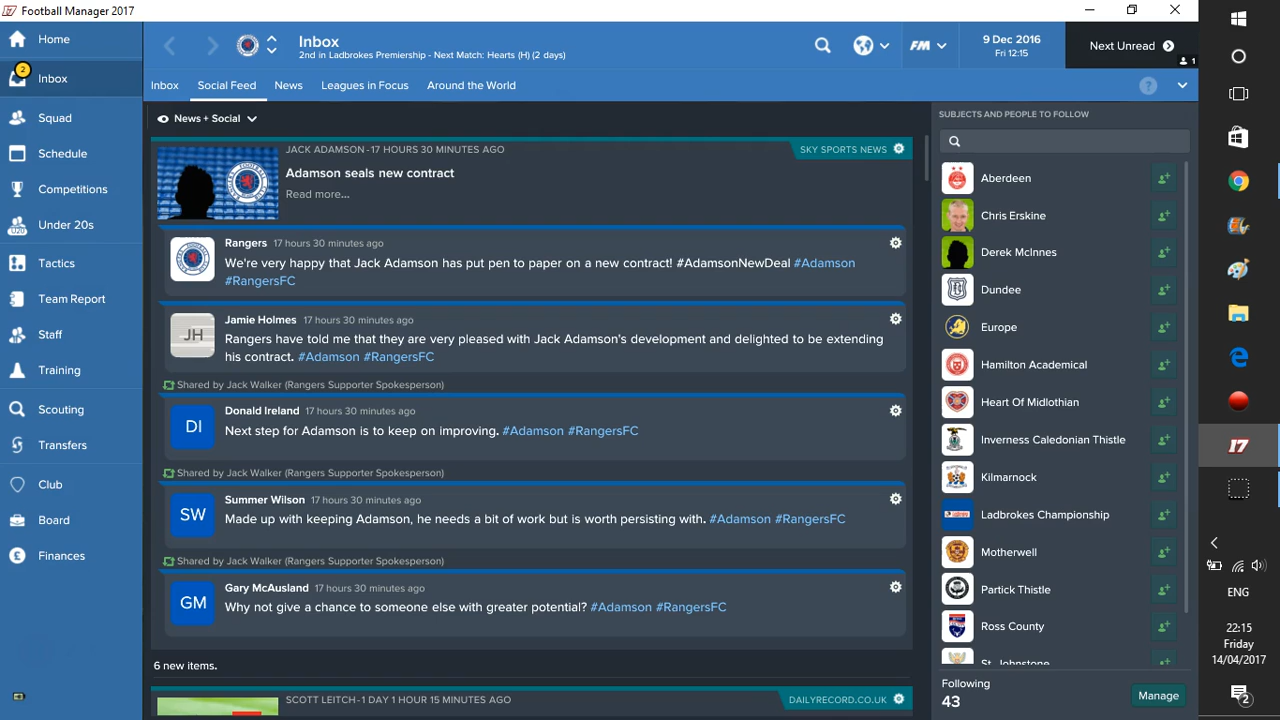 Football Manager 2017
Home
2
Inbox
Squad
Schedule
Competitions
U20
Under 20s
Tactics
Team Report
Staff
Training
Scouting
Transfers
Club
Board
Finances
Inbox
2nd in Ladbrokes Premiership - Next Match: Hearts (H) (2 days)
FM
9 Dec 2016
Fri 12:15
Next Unread
1
Inbox
Social Feed
News
Leagues in Focus
Around the World
?
News + Social
JACK ADAMSON - 17 HOURS 30 MINUTES AGO
SKY SPORTS NEWS
Adamson seals new contract
Read more...
Rangers 17 hours 30 minutes ago
We're very happy that Jack Adamson has put pen to paper on a new contract! #AdamsonNewDeal #Adamson
#RangersFC
JH
Jamie Holmes 17 hours 30 minutes ago
Rangers have told me that they are very pleased with Jack Adamson's development and delighted to be extending
his contract. #Adamson #RangersFC
Shared by Jack Walker (Rangers Supporter Spokesperson)
DI
Donald Ireland 17 hours 30 minutes ago
Next step for Adamson is to keep on improving. #Adamson #RangersFC
Shared by Jack Walker (Rangers Supporter Spokesperson)
SW
Summer Wilson 17 hours 30 minutes ago
Made up with keeping Adamson, he needs a bit of work but is worth persisting with. #Adamson #RangersFC
Shared by Jack Walker (Rangers Supporter Spokesperson)
GM
Gary McAusland 17 hours 30 minutes ago
Why not give a chance to someone else with greater potential? #Adamson #RangersFC
6 new items.
SCOTT LEITCH - 1 DAY 1 HOUR 15 MINUTES AGO
DAILYRECORD.CO.UK
SUBJECTS AND PEOPLE TO FOLLOW
Aberdeen
Chris Erskine
Derek McInnes
Dundee
Europe
Hamilton Academical
Heart Of Midlothian
Inverness Caledonian Thistle
Kilmarnock
Ladbrokes Championship
Motherwell
Partick Thistle
Ross County
St. Johnstone
Following
43
Manage
17
ENG
22:15
Friday
14/04/2017
2